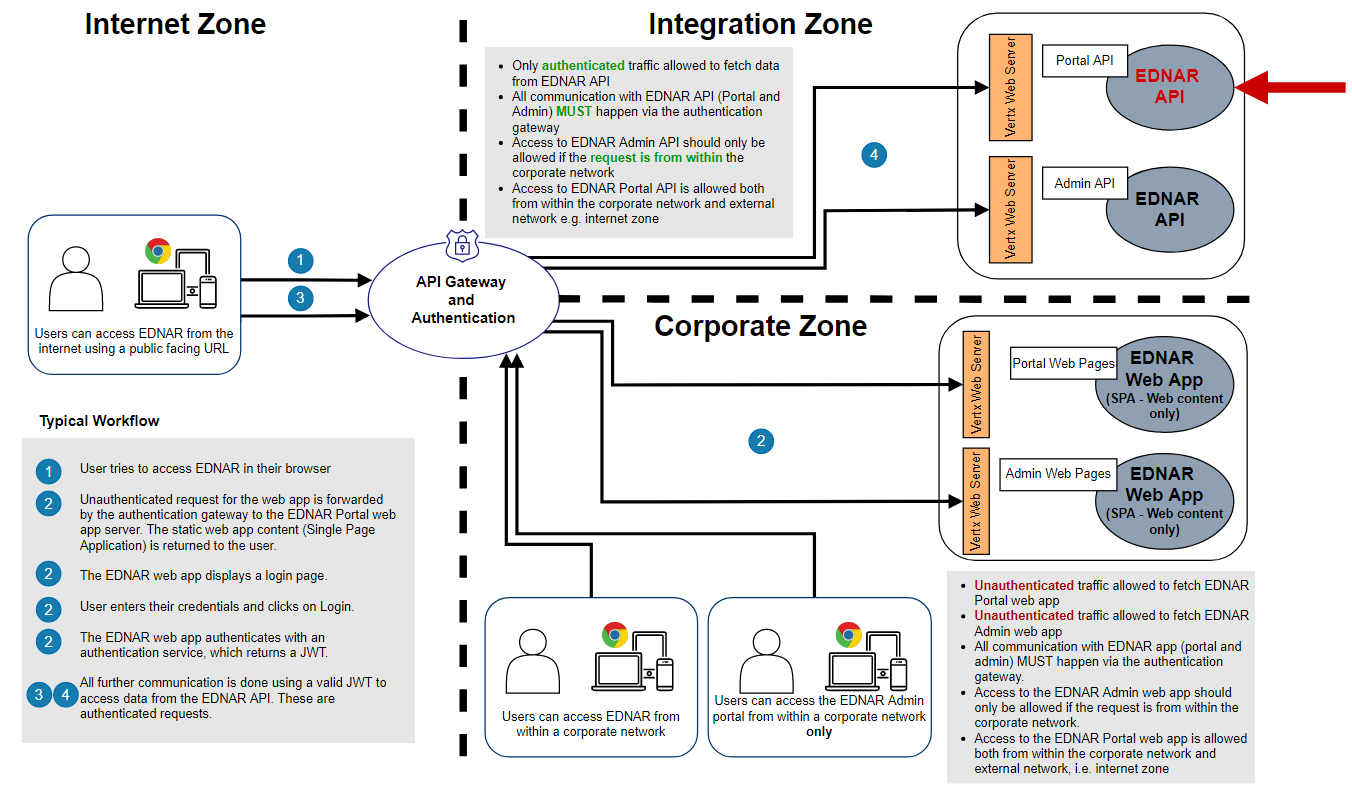 Internet Zone
Integration Zone
Only authenticated traffic allowed to fetch data
from EDNAR API
All communication with EDNAR API (Portal and
Admin) MUST happen via the authentication
gateway
Access to EDNAR Admin API should only be
allowed if the request is from within the
corporate network
Access to EDNAR Portal API is allowed both
from within the corporate network and external
network e.g. internet zone
4
Vertx Web Server
Portal API
EDNAR
API
Vertx Web Server
Admin API
EDNAR
API
Users can access EDNAR from the
internet using a public facing URL
1
3
API Gateway
and
Authentication
Corporate Zone
2
Vertx Web Server
Portal Web Pages
EDNAR
Web App
(SPA - Web content
only)
Vertx Web Server
Admin Web Pages
EDNAR
Web App
(SPA - Web content
only)
Typical Workflow
1
User tries to access EDNAR in their browser
2
Unauthenticated request for the web app is forwarded
by the authentication gateway to the EDNAR Portal web
app server. The static web app content (Single Page
Application) is returned to the user.
2
The EDNAR web app displays a login page.
2
User enters their credentials and clicks on Login.
2
The EDNAR web app authenticates with an
authentication service, which returns a JWT.
3 4
All further communication is done using a valid JWT to
access data from the EDNAR API. These are
authenticated requests.
Users can access EDNAR from
within a corporate network
Users can access the EDNAR Admin
portal from within a corporate network
only
Unauthenticated traffic allowed to fetch EDNAR
Portal web app
Unauthenticated traffic allowed to fetch EDNAR
Admin web app
All communication with EDNAR app (portal and
admin) MUST happen via the authentication
gateway.
Access to the EDNAR Admin web app should
only be allowed if the request is from within the
corporate network.
Access to the EDNAR Portal web app is allowed
both from within the corporate network and
external network, i.e. internet zone